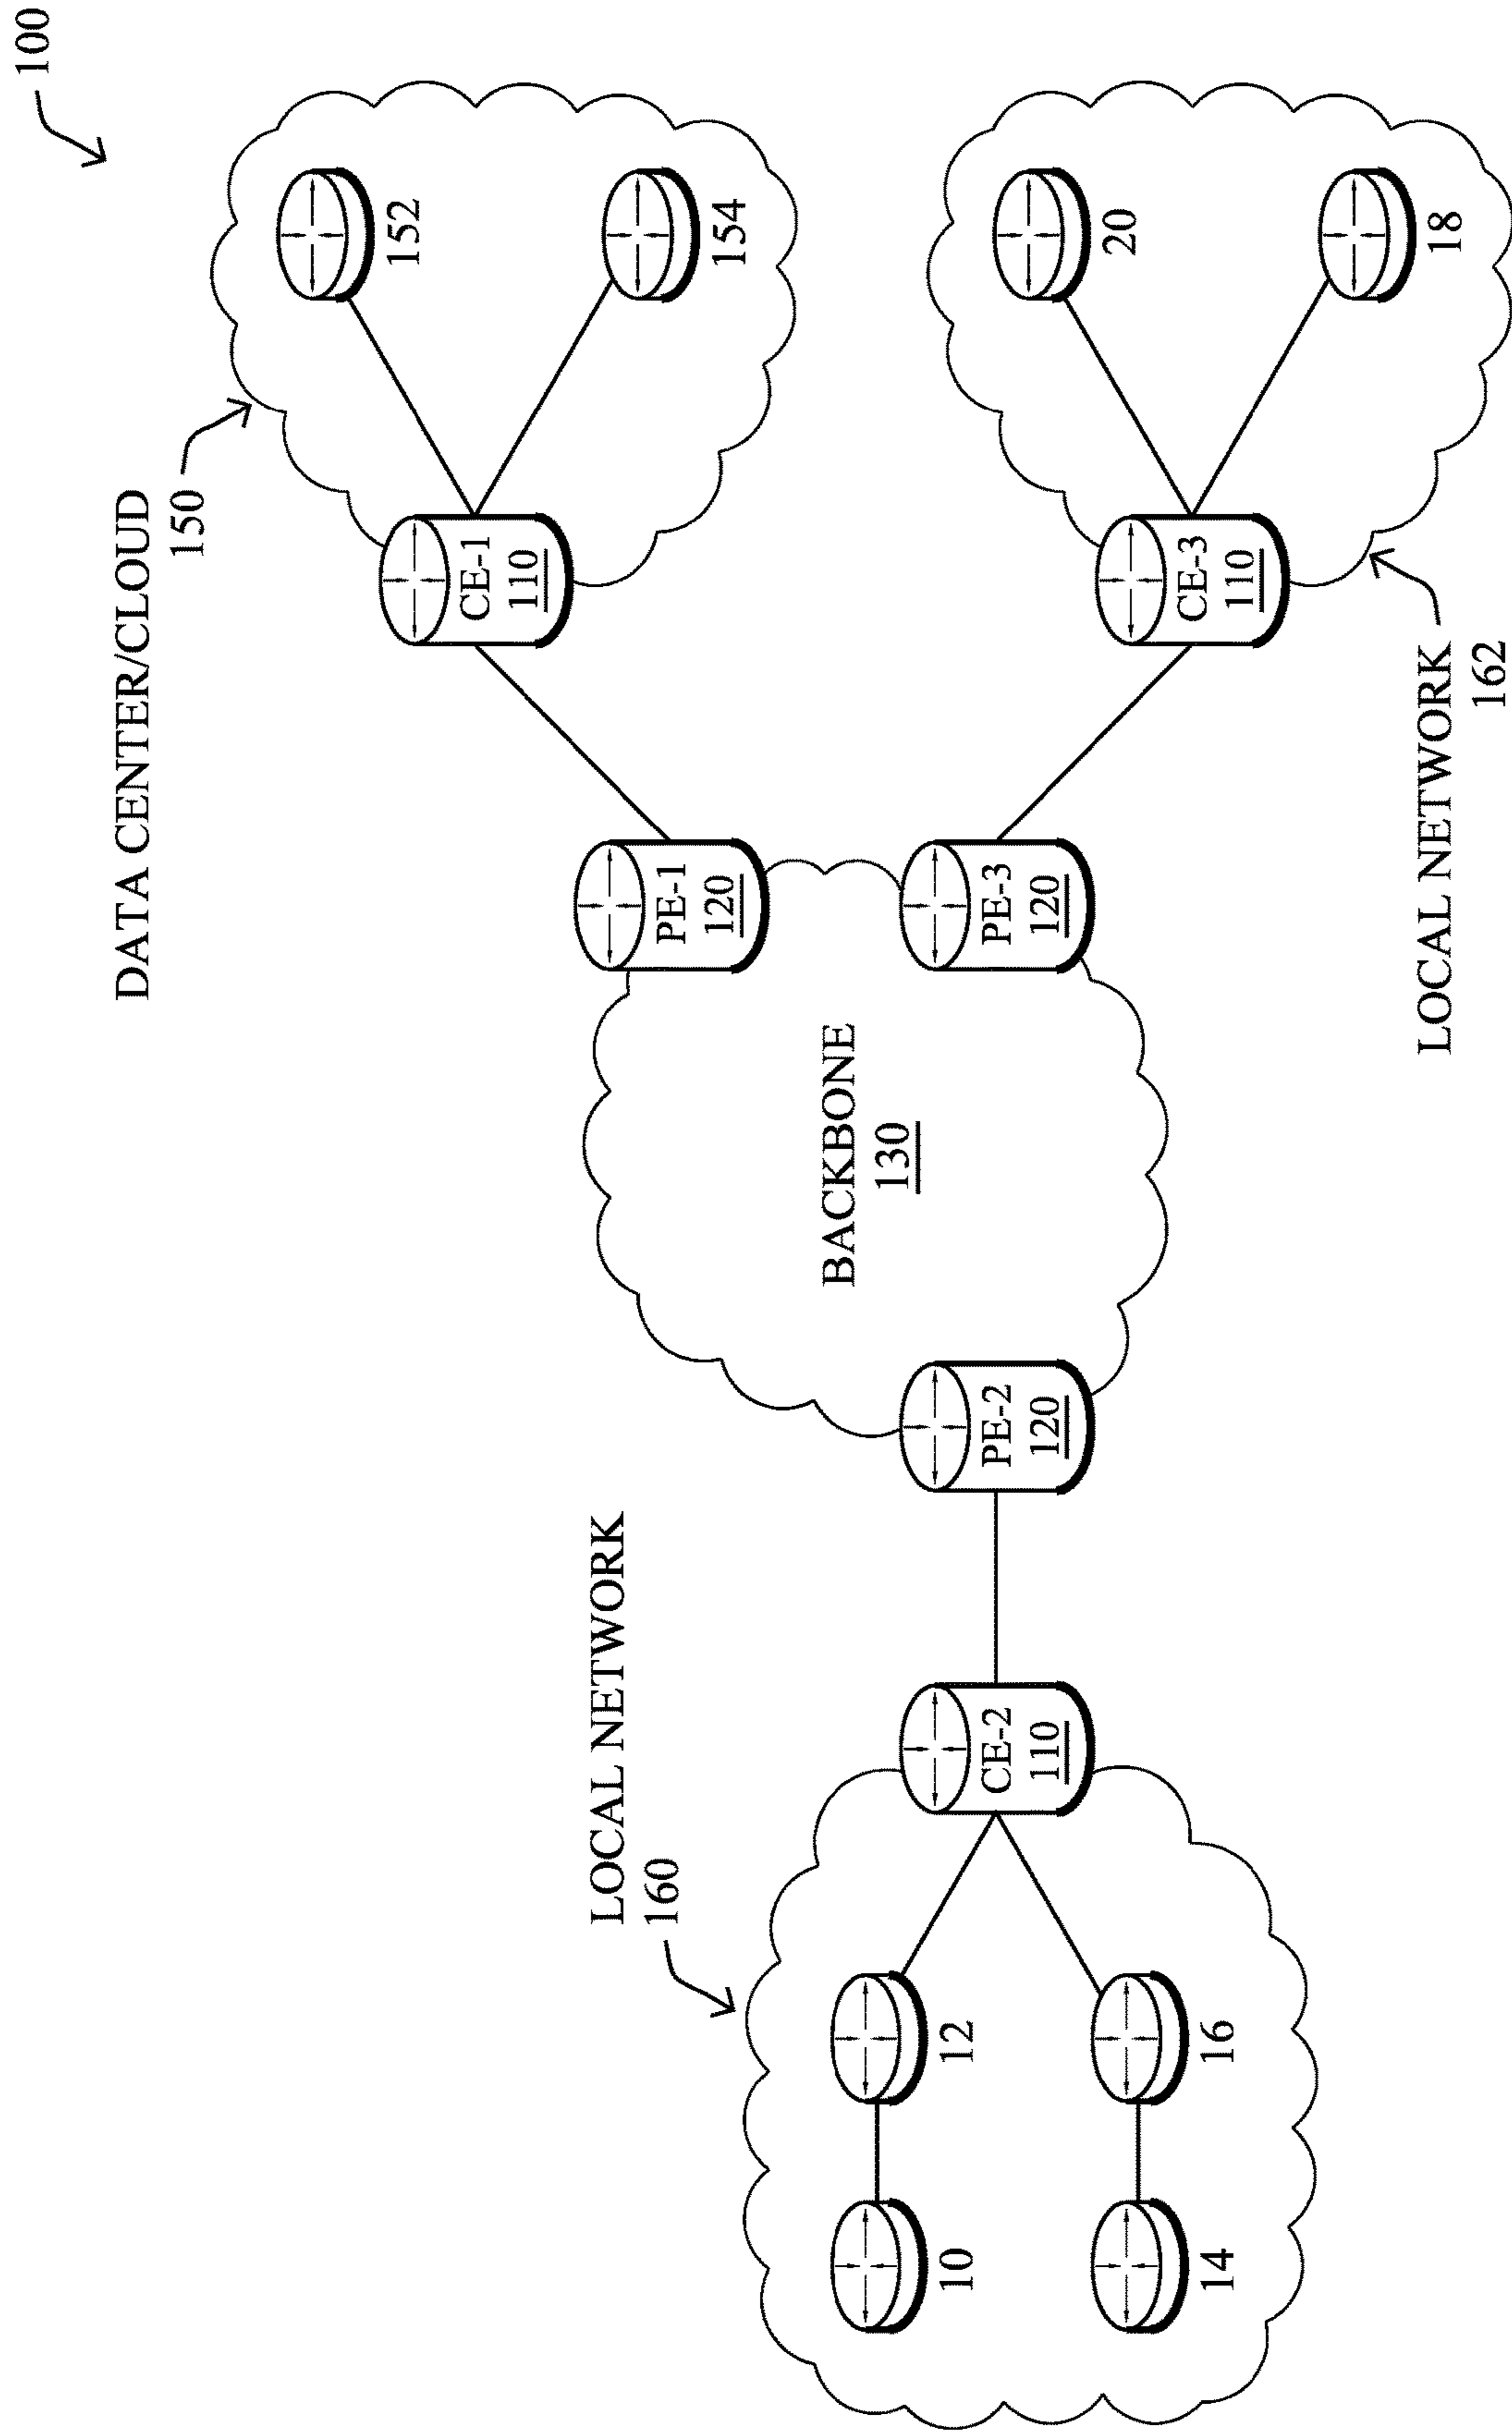 100
DATA CENTER/CLOUD
150
152
154
CE-1
110
PE-1
120
LOCAL NETWORK
160
BACKBONE
130
10
12
CE-2
110
PE-2
120
PE-3
120
CE-3
110
20
14
16
18
LOCAL NETWORK
162